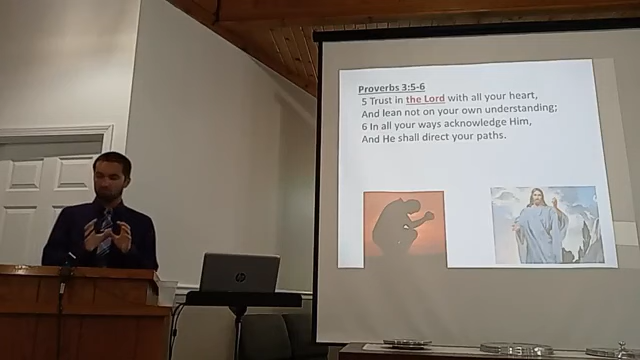 Proverbs 3:5-6
5 Trust in the Lord with all your heart,
And lean not on your own understanding;
6 In all your ways acknowledge Him,
And He shall direct your paths.
hp